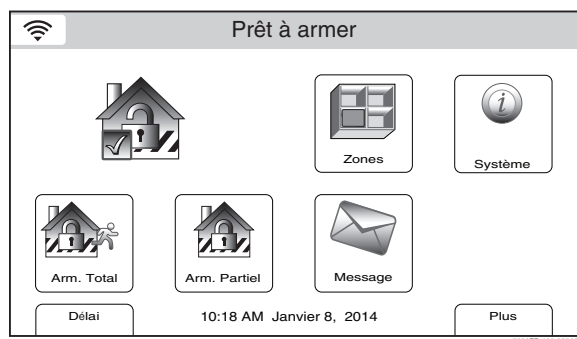 Prêt à armer
Zones
Système
Arm. Total
Arm. Partiel
Message
Délai
10:18 AM Janvier 8, 2014
Plus